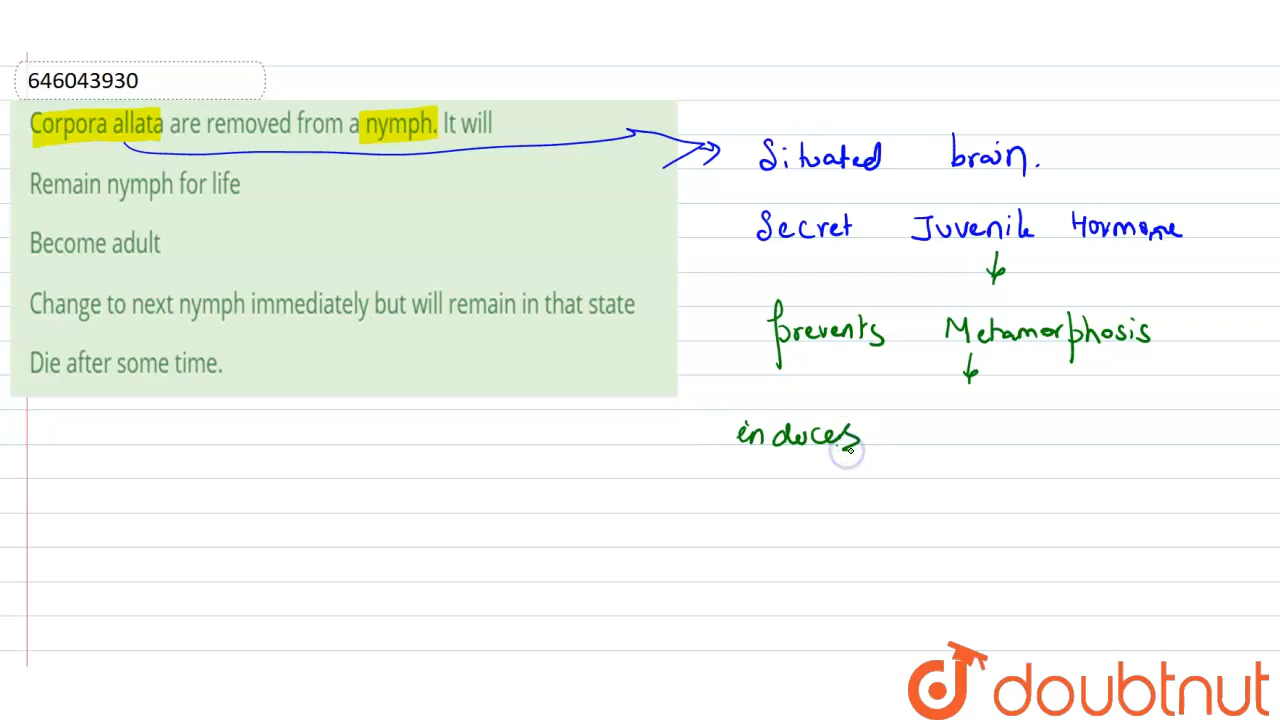 646043930
Corpora allata are removed from a nymph. It will
Remain nymph for life
Become adult
Change to next nymph immediately but will remain in that state
Die after some time.
Situated brain.
Secret Juvenile Hormone
prevents Metamorphosis
induces
doubtnut